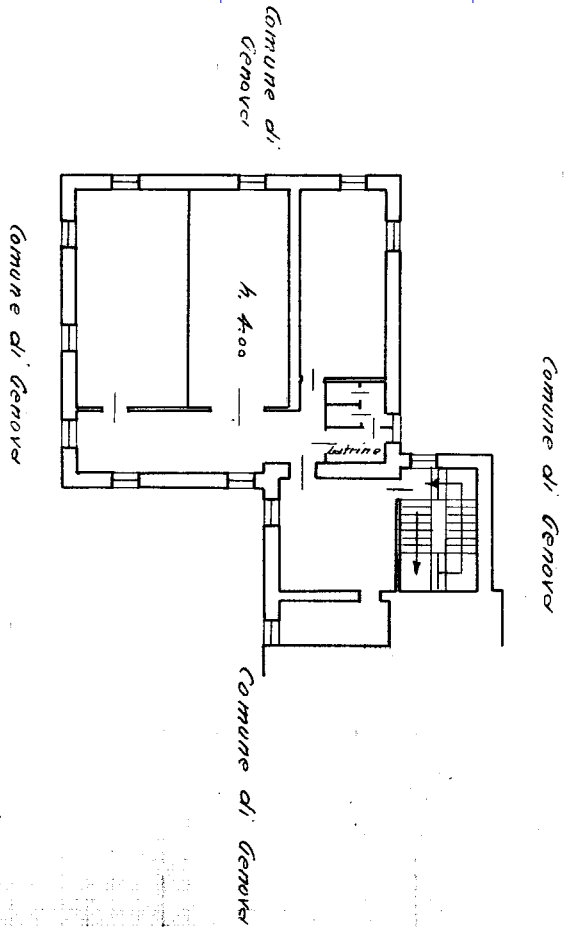 Comune di
Genova
Comune di Genova
h. 4.00
Comune di Genova
Latrine
Comune di Genova